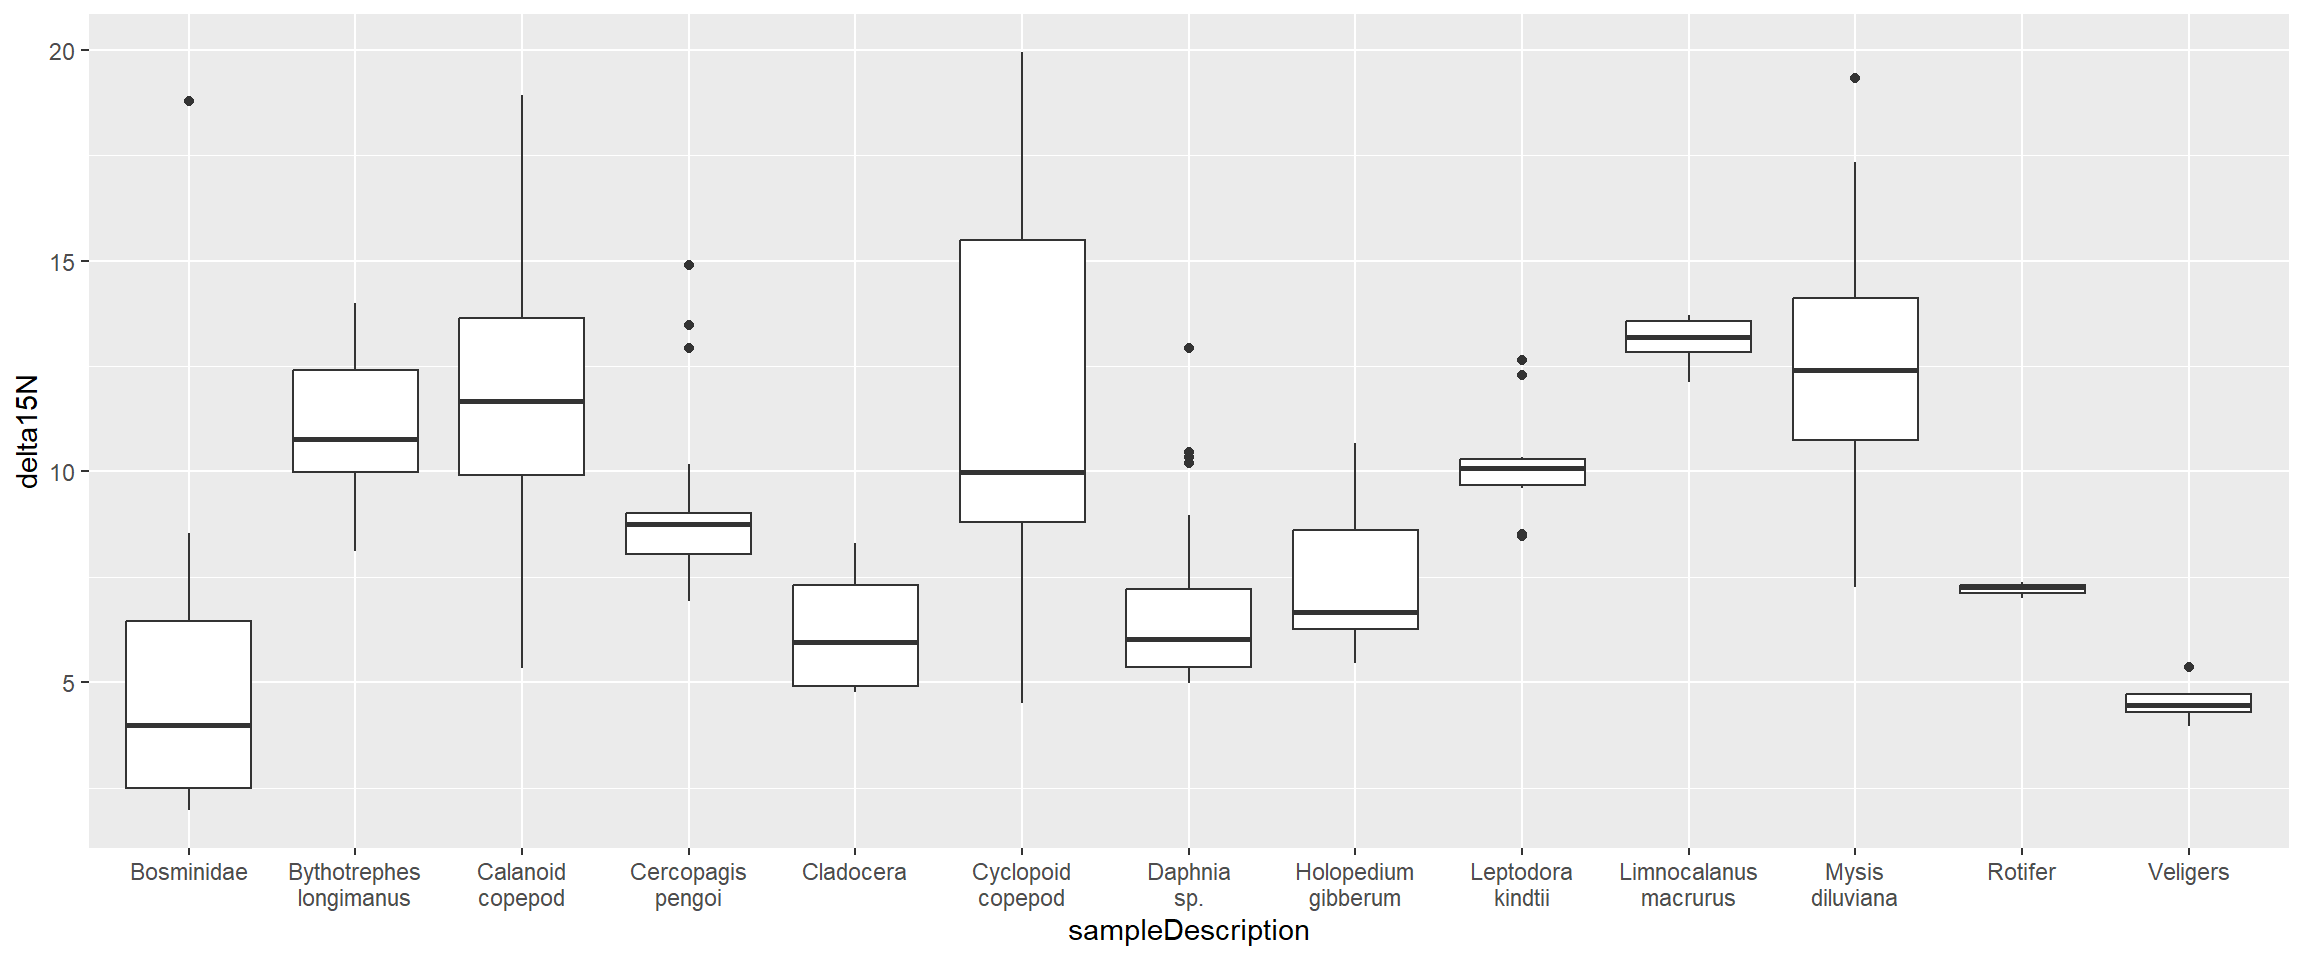 delta15N
20
15
10
5
Bosminidae
Bythotrephes
longimanus
Calanoid
copepod
Cercopagis
pengoi
Cladocera
Cyclopoid
copepod
Daphnia
sp.
Holopedium
gibberum
Leptodora
kindtii
Limnocalanus
macrurus
Mysis
diluviana
Rotifer
Veligers
sampleDescription